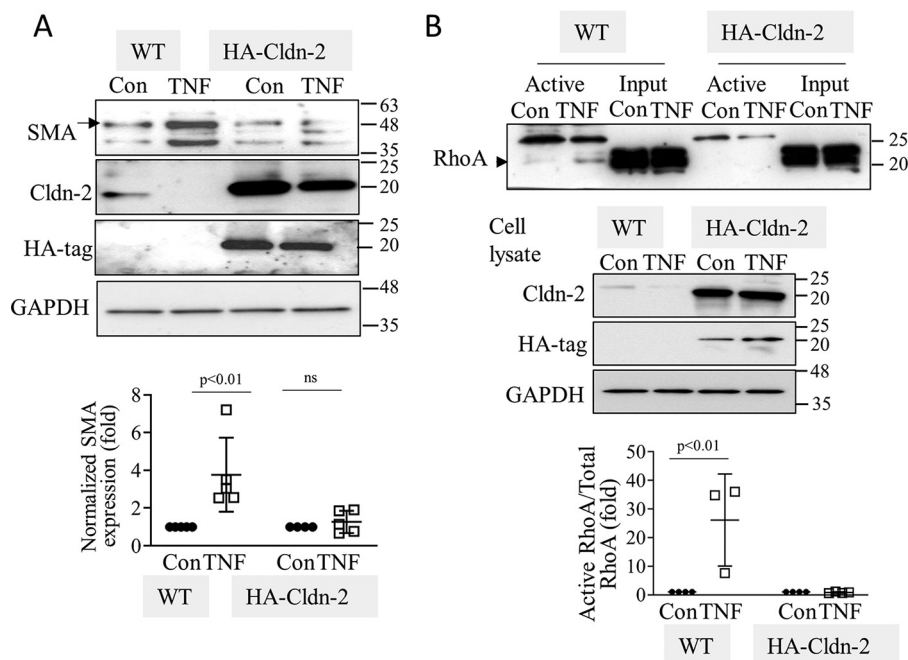 A
WT HA-Cldn-2
Con TNF Con TNF
SMA
63
48
35
Cldn-2
25
20
HA-tag
25
20
GAPDH
48
35
Normalized SMA
expression (fold)
8
6
4
2
0
p<0.01 ns
Con TNF Con TNF
WT HA-Cldn-2
B
WT HA-Cldn-2
Active Input Active Input
Con TNF Con TNF Con TNF Con TNF
RhoA
25
20
Cell
lysate
WT HA-Cldn-2
Con TNF Con TNF
Cldn-2
25
20
HA-tag
25
20
GAPDH
48
35
Active RhoA/Total
RhoA (fold)
50
40
30
20
10
0
p<0.01
Con TNF Con TNF
WT HA-Cldn-2